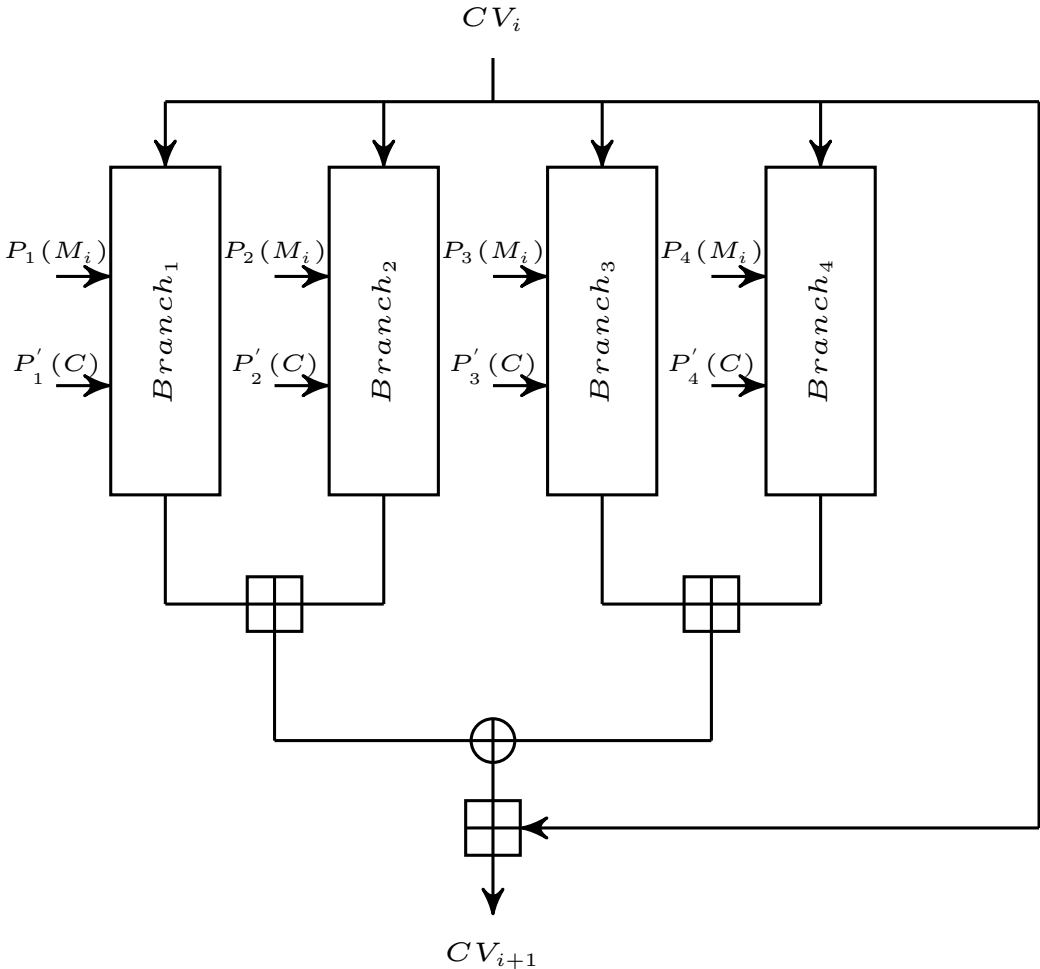 CV_i
P_1(M_i)
P_2(M_i)
P_3(M_i)
P_4(M_i)
P'_1(C)
P'_2(C)
P'_3(C)
P'_4(C)
Branch_1
Branch_2
Branch_3
Branch_4
CV_{i+1}